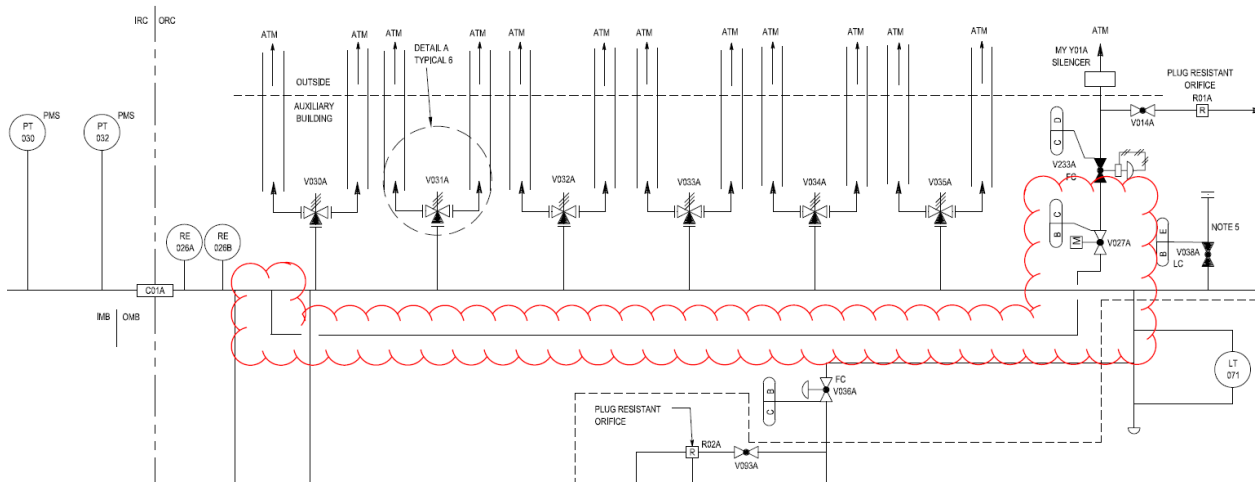 IRC
ORC
ATM
ATM
ATM
ATM
ATM
ATM
ATM
ATM
ATM
ATM
ATM
ATM
ATM
DETAIL A
TYPICAL 6
MY Y01A
SILENCER
PLUG RESISTANT
ORIFICE
R01A
R
OUTSIDE
AUXILIARY
BUILDING
PT
030
PMS
PT
032
PMS
V014A
C D
V233A
FC
V030A
V031A
V032A
V033A
V034A
V035A
RE
026A
RE
026B
B C
M
V027A
B E
V038A
LC
NOTE 5
C01A
IMB
OMB
LT
071
FC
V036A
C B
PLUG RESISTANT
ORIFICE
R02A
R
V093A